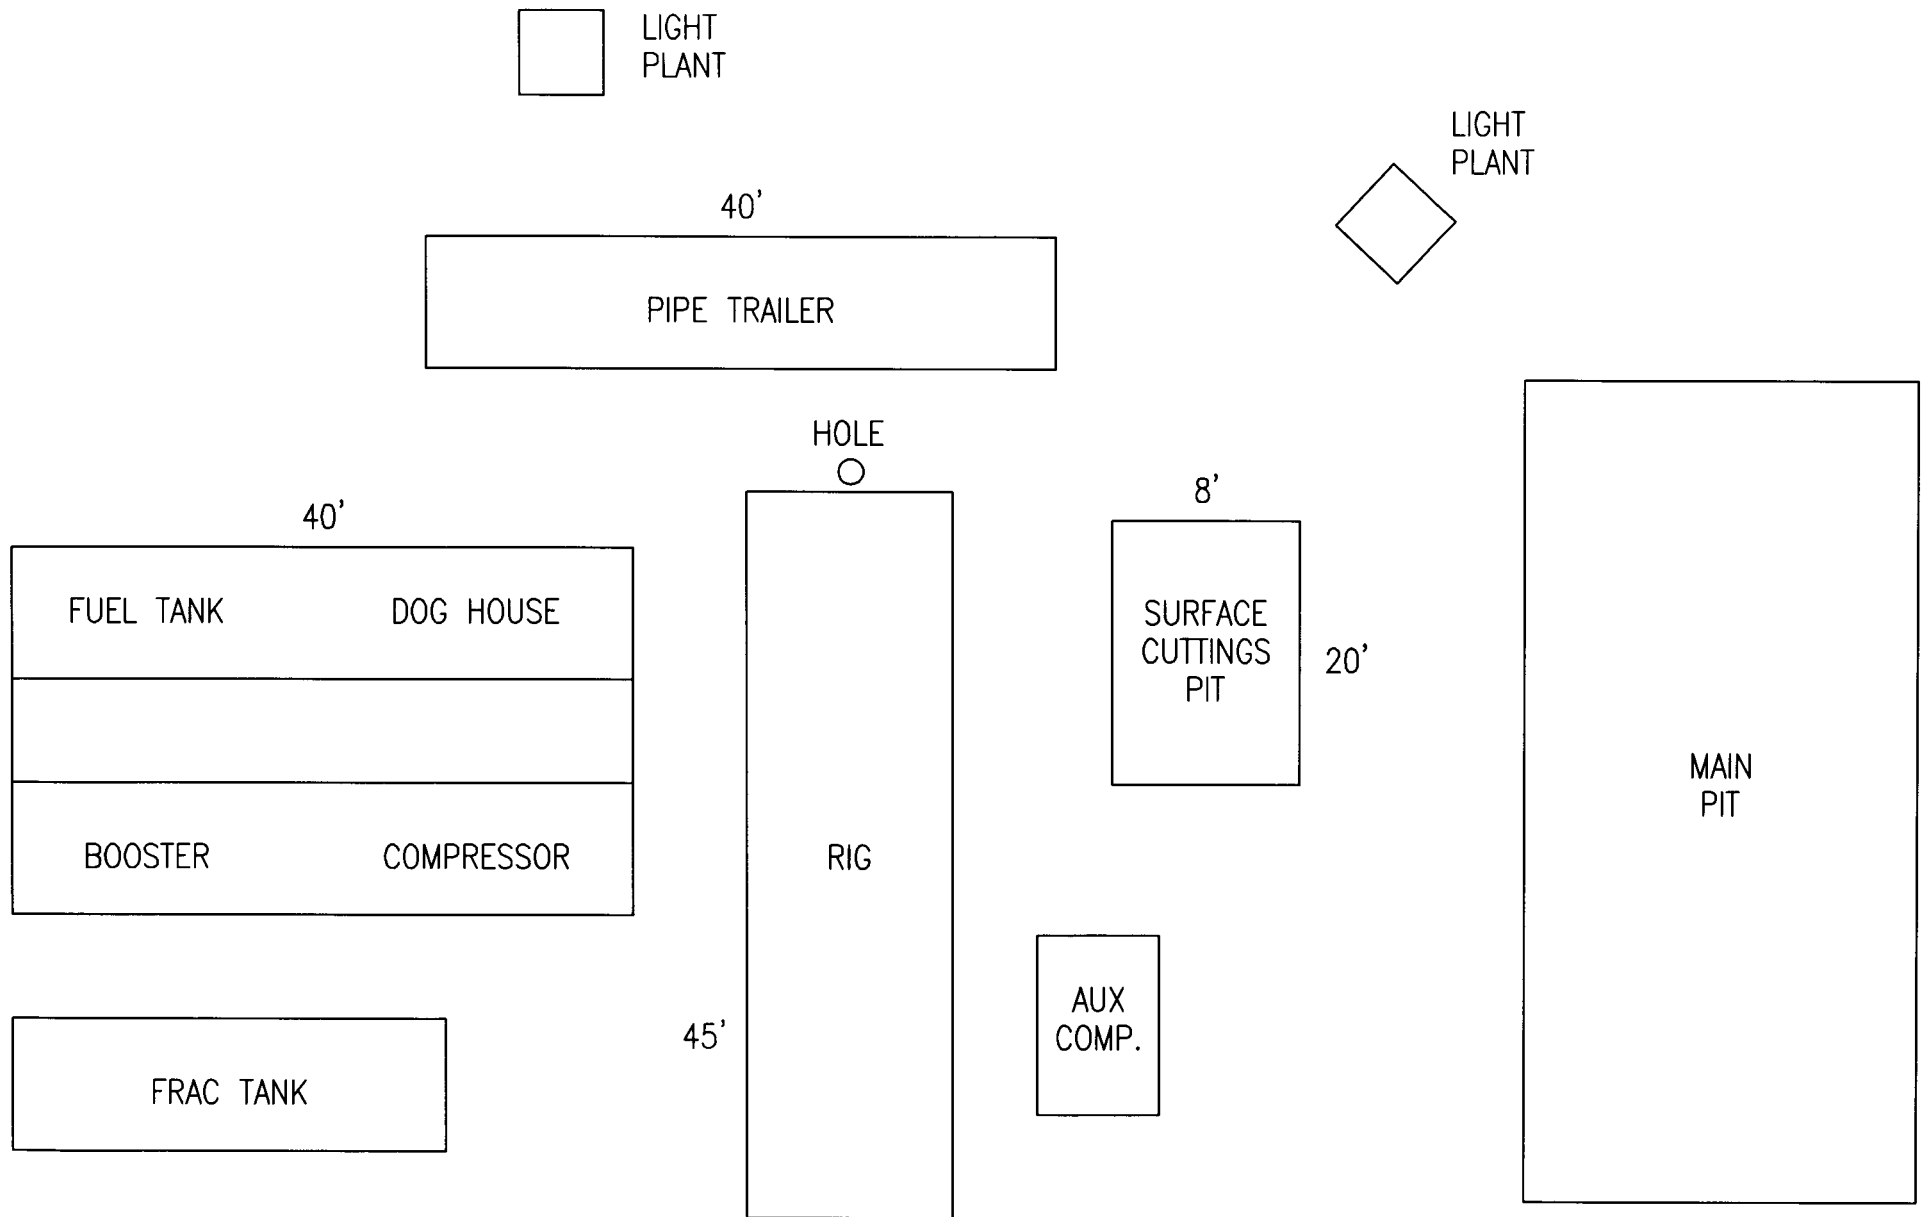 LIGHT
PLANT
LIGHT
PLANT
40'
PIPE TRAILER
HOLE
8'
40'
FUEL TANK
DOG HOUSE
SURFACE
CUTTINGS
PIT
20'
MAIN
PIT
BOOSTER
COMPRESSOR
RIG
AUX
COMP.
45'
FRAC TANK